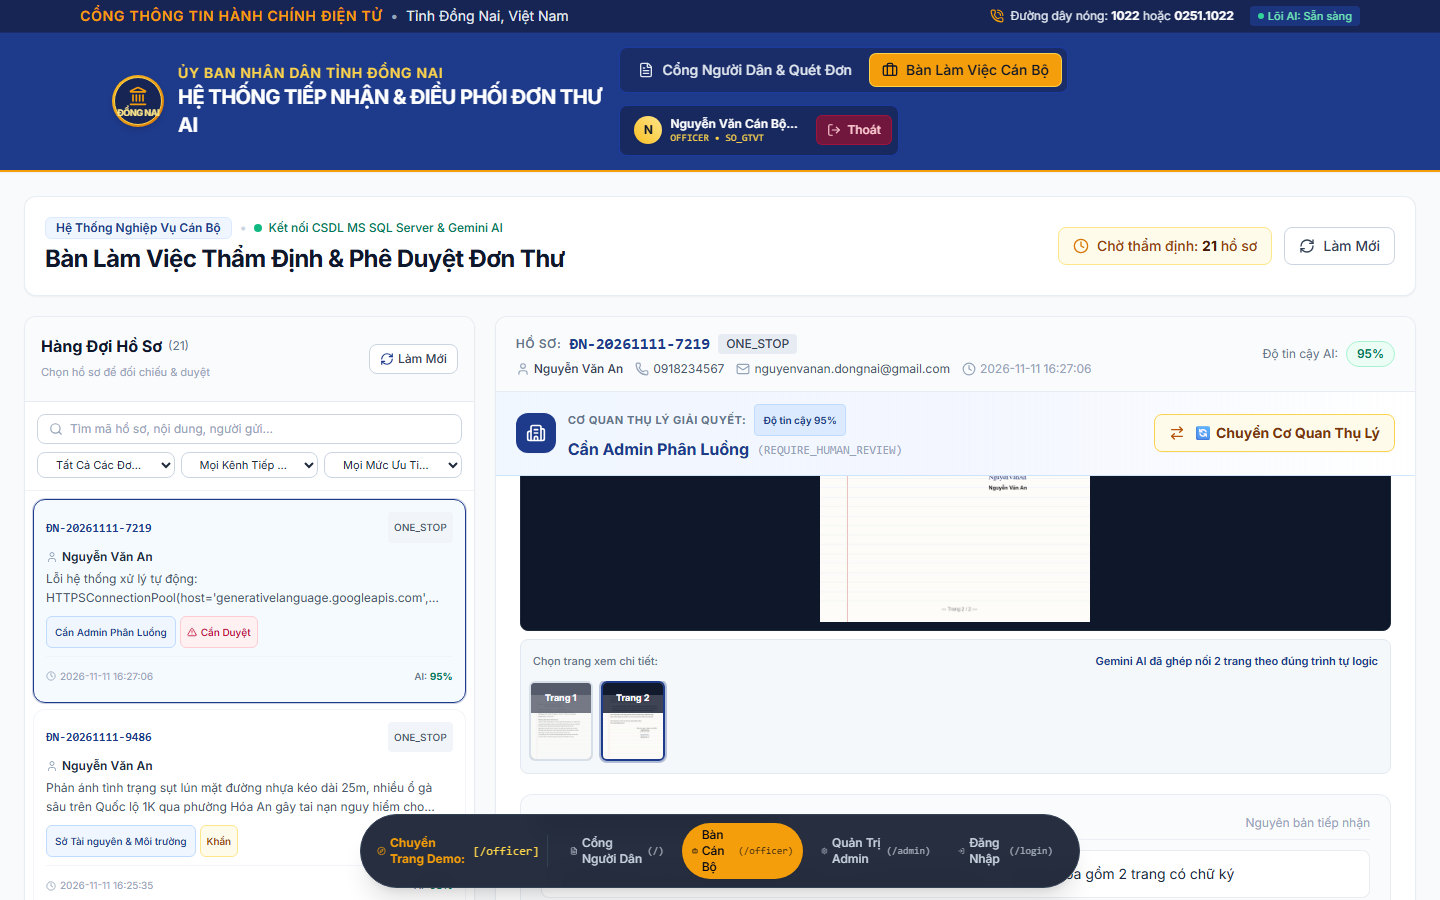 CỔNG THÔNG TIN HÀNH CHÍNH ĐIỆN TỬ • Tỉnh Đồng Nai, Việt Nam
Đường dây nóng: 1022 hoặc 0251.1022
Lõi AI: Sẵn sàng
ĐỒNG NAI
ỦY BAN NHÂN DÂN TỈNH ĐỒNG NAI
HỆ THỐNG TIẾP NHẬN & ĐIỀU PHỐI ĐƠN THƯ
AI
Cổng Người Dân & Quét Đơn
Bàn Làm Việc Cán Bộ
N
Nguyễn Văn Cán Bộ...
OFFICER • SO_GTVT
Thoát
Hệ Thống Nghiệp Vụ Cán Bộ
Kết nối CSDL MS SQL Server & Gemini AI
Bàn Làm Việc Thẩm Định & Phê Duyệt Đơn Thư
Chờ thẩm định: 21 hồ sơ
Làm Mới
Hàng Đợi Hồ Sơ (21)
Chọn hồ sơ để đối chiếu & duyệt
Làm Mới
Tìm mã hồ sơ, nội dung, người gửi...
Tất Cả Các Đơ...
Mọi Kênh Tiếp ...
Mọi Mức Ưu Ti...
ĐN-20261111-7219
ONE_STOP
Nguyễn Văn An
Lỗi hệ thống xử lý tự động:
HTTPSConnectionPool(host='generativelanguage.googleapis.com',...
Cần Admin Phân Luồng
Cần Duyệt
2026-11-11 16:27:06
AI: 95%
ĐN-20261111-9486
ONE_STOP
Nguyễn Văn An
Phản ánh tình trạng sụt lún mặt đường nhựa kéo dài 25m, nhiều ổ gà
sâu trên Quốc lộ 1K qua phường Hóa An gây tai nạn nguy hiểm cho...
Sở Tài nguyên & Môi trường
Khẩn
2026-11-11 16:25:35
HỒ SƠ: ĐN-20261111-7219 ONE_STOP
Nguyễn Văn An 0918234567 nguyenvanan.dongnai@gmail.com 2026-11-11 16:27:06
Độ tin cậy AI: 95%
CƠ QUAN THỤ LÝ GIẢI QUYẾT: Độ tin cậy 95%
Cần Admin Phân Luồng (REQUIRE_HUMAN_REVIEW)
Chuyển Cơ Quan Thụ Lý
Nguyễn Văn An
— Trang 2 / 2 —
Chọn trang xem chi tiết:
Gemini AI đã ghép nối 2 trang theo đúng trình tự logic
Trang 1
Trang 2
Nguyên bản tiếp nhận
gồm 2 trang có chữ ký
Chuyển
Trang Demo: [/officer]
Cổng
Người Dân (/)
Bàn
Cán
Bộ (/officer)
Quản Trị
Admin (/admin)
Đăng
Nhập (/login)